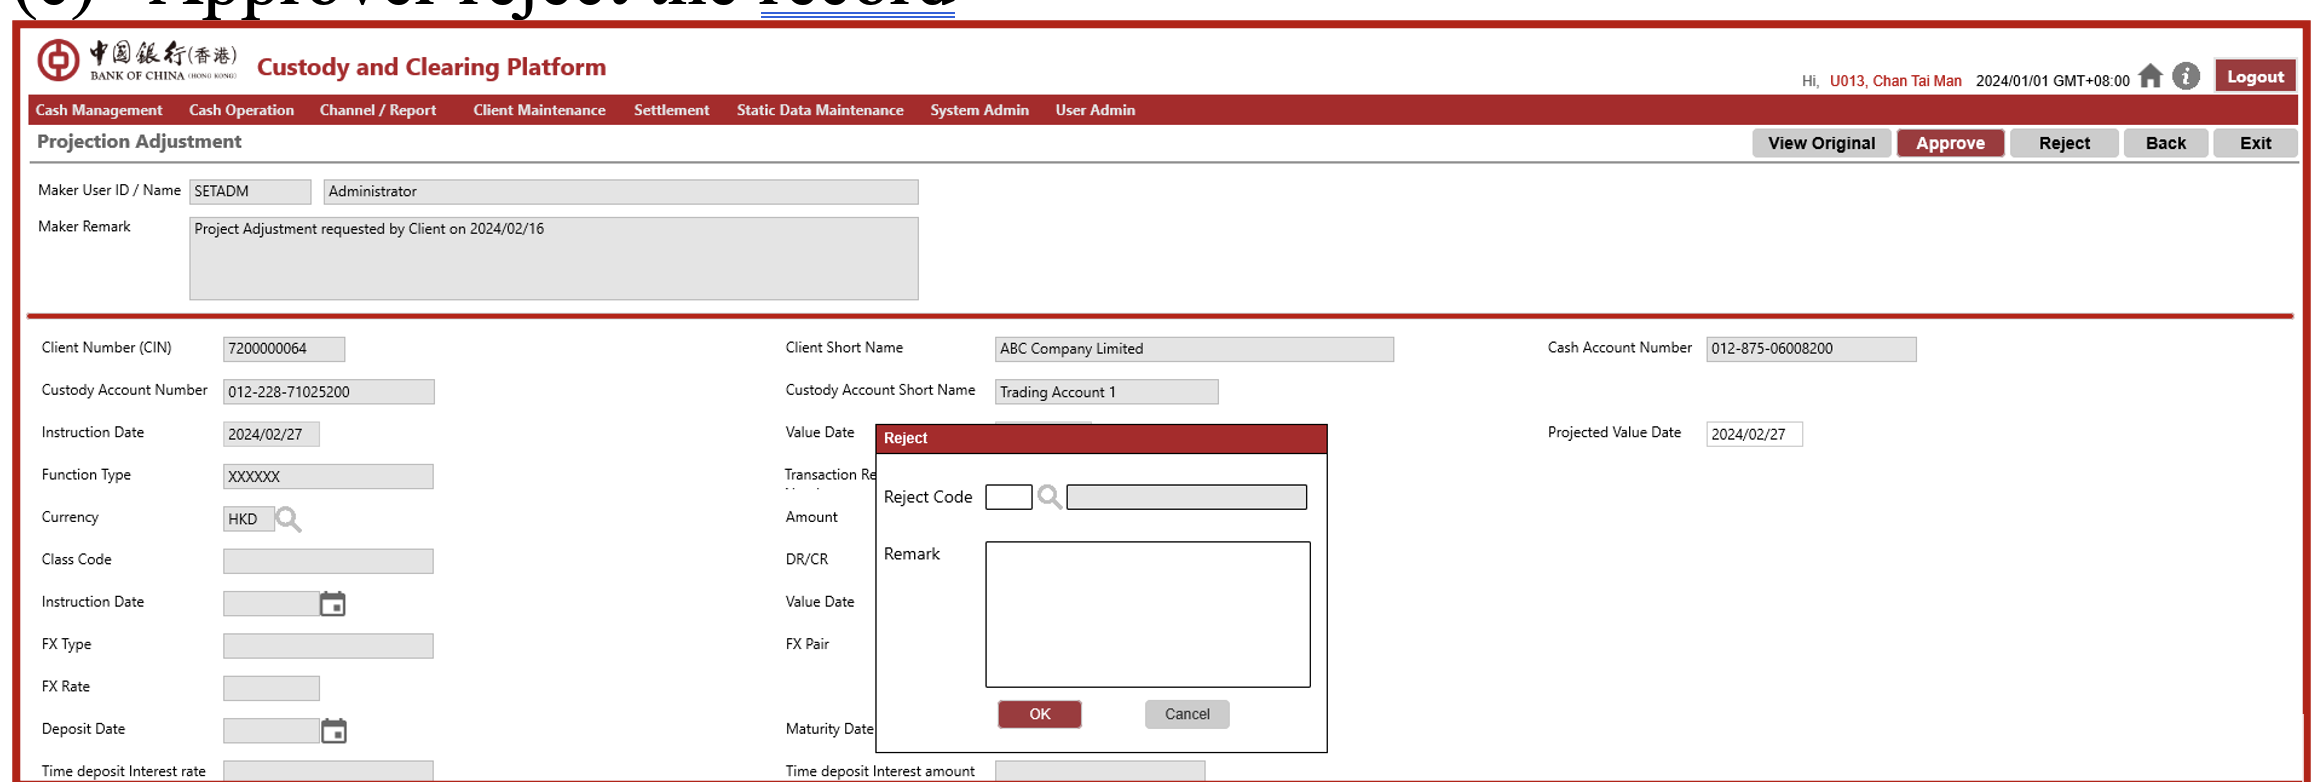 (c) Approver reject the record
中國銀行(香港)
BANK OF CHINA (HONG KONG)
Custody and Clearing Platform
Hi, U013, Chan Tai Man 2024/01/01 GMT+08:00 Logout
Cash Management Cash Operation Channel / Report Client Maintenance Settlement Static Data Maintenance System Admin User Admin
Projection Adjustment View Original Approve Reject Back Exit
Maker User ID / Name SETADM Administrator
Maker Remark Project Adjustment requested by Client on 2024/02/16
Client Number (CIN) 7200000064 Client Short Name ABC Company Limited Cash Account Number 012-875-06008200
Custody Account Number 012-228-71025200 Custody Account Short Name Trading Account 1
Instruction Date 2024/02/27 Value Date Projected Value Date 2024/02/27
Reject
Function Type XXXXXX Transaction Re
Reject Code
Currency HKD Amount
Class Code DR/CR
Remark
Instruction Date Value Date
FX Type FX Pair
FX Rate
OK Cancel
Deposit Date Maturity Date
Time deposit Interest rate Time deposit Interest amount